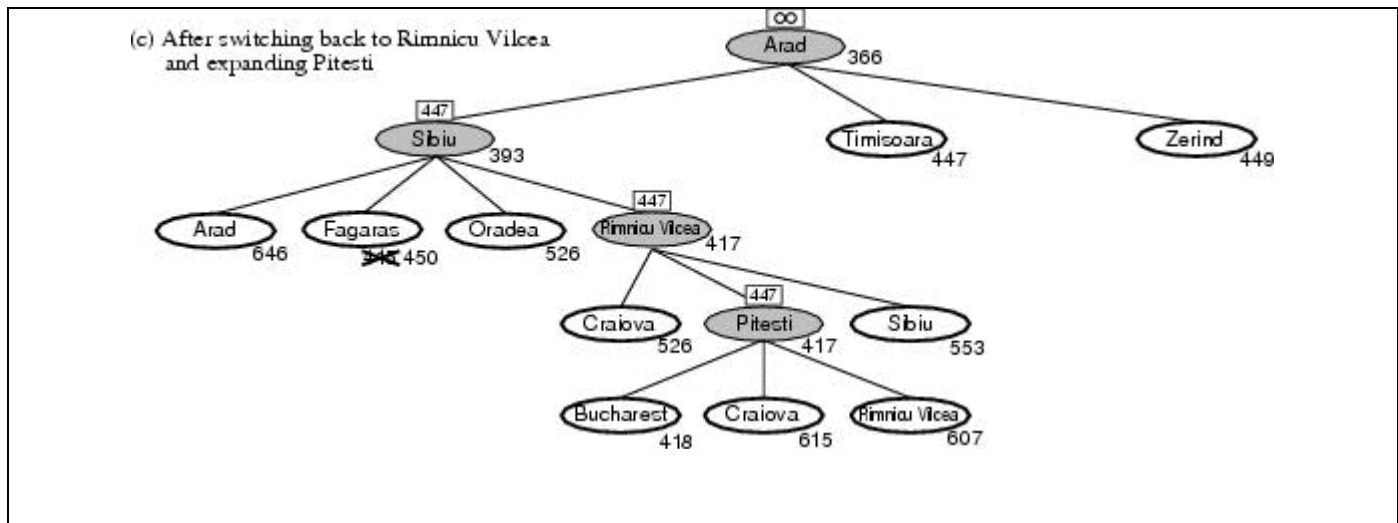 ∞
(c) After switching back to Rimnicu Vilcea
and expanding Pitesti
Arad
366
447
Sibiu
393
Timisoara
447
Zerind
449
447
Arad
646
Fagaras
450
Oradea
526
Rimnicu Vilcea
417
447
Craiova
526
Pitesti
417
Sibiu
553
Bucharest
418
Craiova
615
Rimnicu Vilcea
607